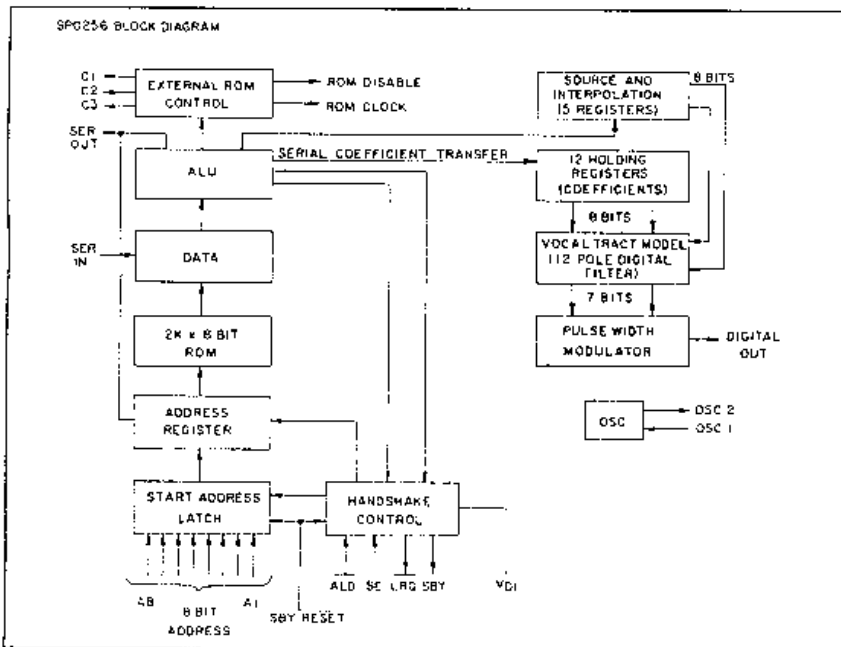 SPO256 BLOCK DIAGRAM
C1
C2
C3
EXTERNAL ROM
CONTROL
ROM DISABLE
ROM CLOCK
SER
OUT
ALU
SERIAL COEFFICIENT TRANSFER
SER
IN
DATA
2K x 8 BIT
ROM
ADDRESS
REGISTER
START ADDRESS
LATCH
A8
A1
8 BIT
ADDRESS
SBY RESET
HANDSHAKE
CONTROL
ALD
SE
LRQ
SBY
SOURCE AND
INTERPOLATION
(5 REGISTERS)
8 BITS
12 HOLDING
REGISTERS
(COEFFICIENTS)
8 BITS
VOCAL TRACT MODEL
(12 POLE DIGITAL
FILTER)
7 BITS
PULSE WIDTH
MODULATOR
DIGITAL
OUT
OSC
OSC 2
OSC 1